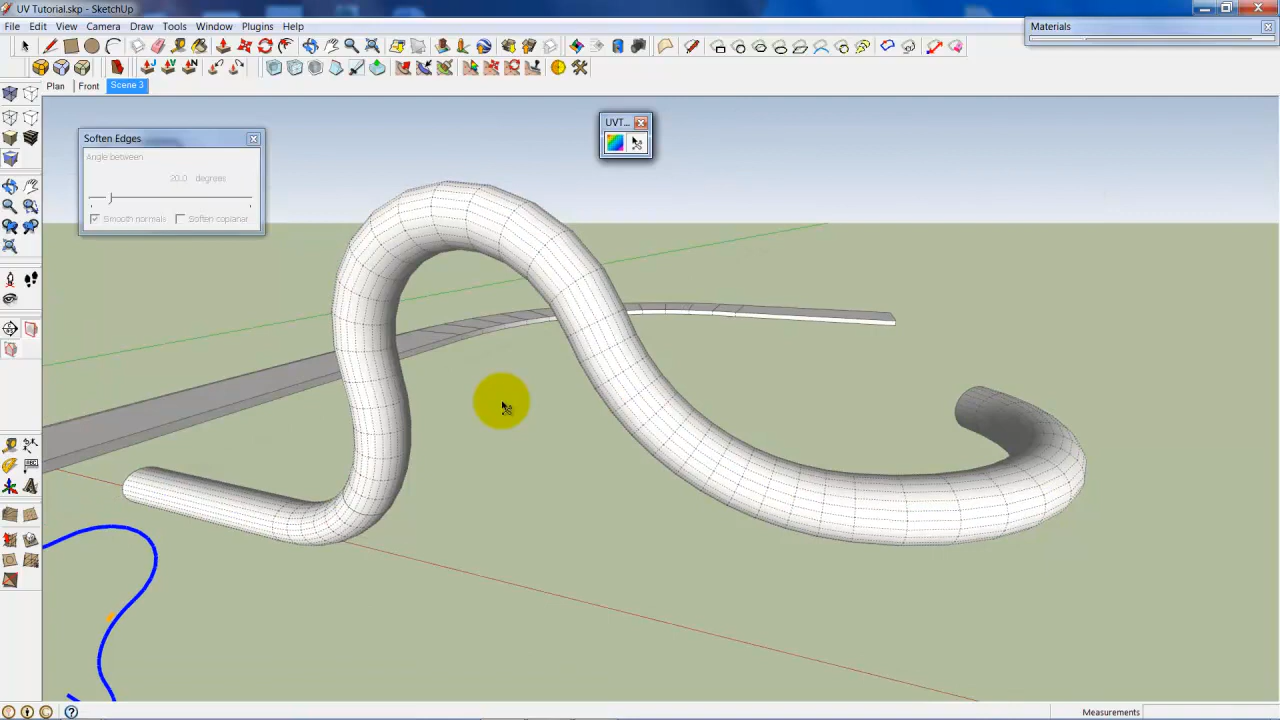 UV Tutorial.skp - SketchUp
File Edit View Camera Draw Tools Window Plugins Help
Materials
Plan Front Scene 3
UVT...
Soften Edges
Angle between
20.0 degrees
Smooth normals Soften coplanar
ABC
Measurements